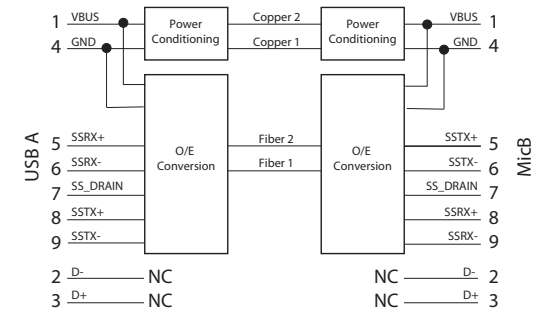 1 VBUS Power Conditioning Copper 2 Power Conditioning VBUS 1
4 GND Copper 1 GND 4
USB A
5 SSRX+ Fiber 2 SSTX+ 5
6 SSRX- O/E Conversion Fiber 1 O/E Conversion SSTX- 6
7 SS_DRAIN SS_DRAIN 7
8 SSTX+ SSRX+ 8
9 SSTX- SSRX- 9
MicB
2 D- NC NC D- 2
3 D+ NC NC D+ 3